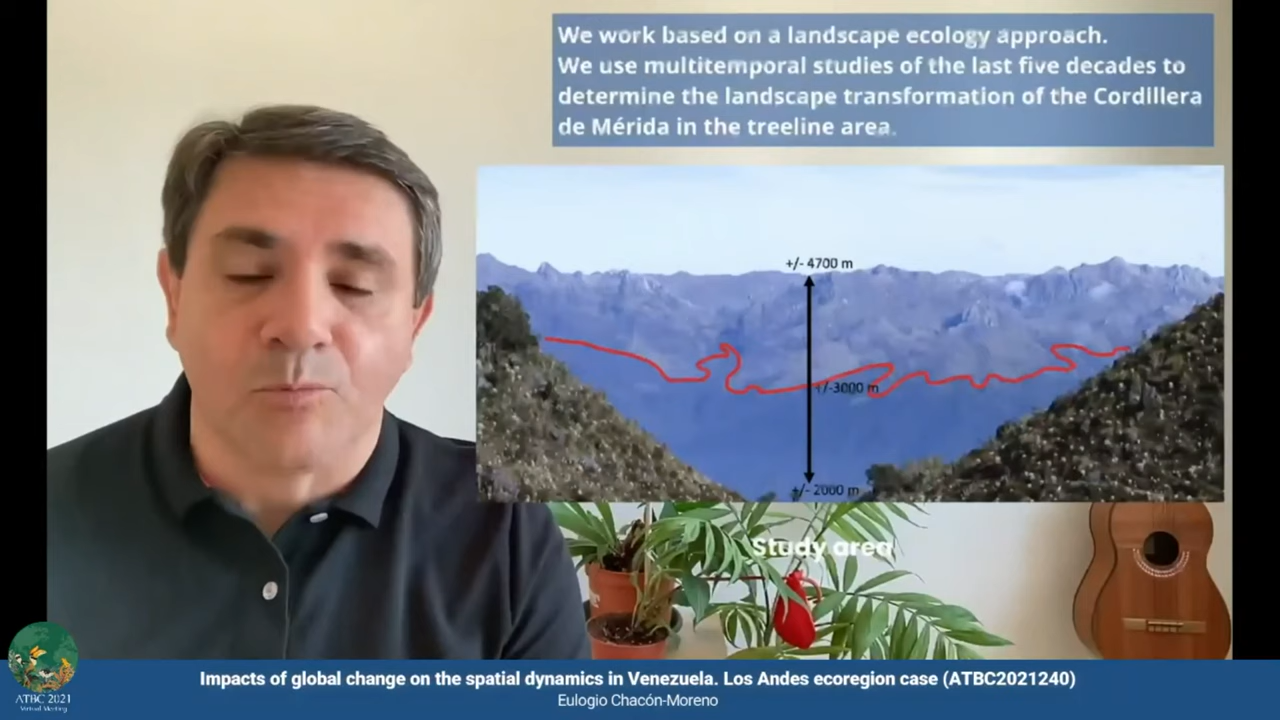 We work based on a landscape ecology approach.
We use multitemporal studies of the last five decades to
determine the landscape transformation of the Cordillera
de Mérida in the treeline area.
+/- 4700 m
+/-3000 m
+/- 2000 m
Study area
ATBC 2021
Virtual Meeting
Impacts of global change on the spatial dynamics in Venezuela. Los Andes ecoregion case (ATBC2021240)
Eulogio Chacón-Moreno